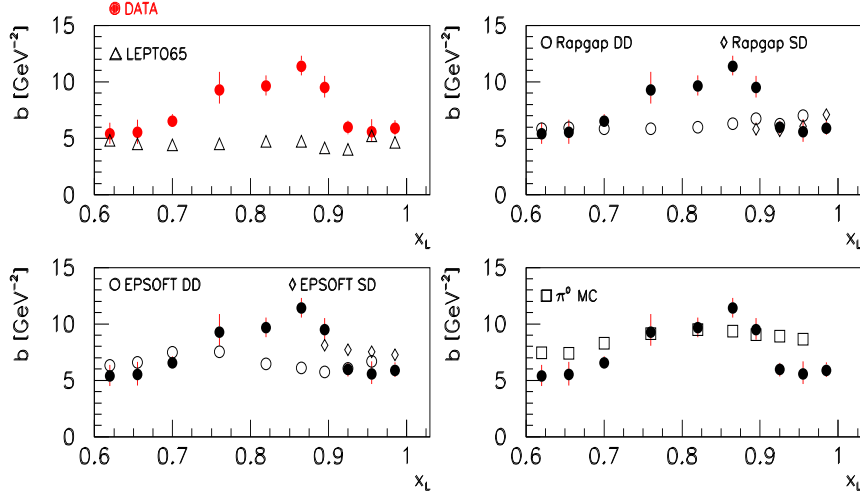 DATA
LEPTO65
b [GeV⁻²]
15
10
5
0
0.6 0.7 0.8 0.9 1
x_L
Rapgap DD Rapgap SD
b [GeV⁻²]
15
10
5
0
0.6 0.7 0.8 0.9 1
x_L
EPSOFT DD EPSOFT SD
b [GeV⁻²]
15
10
5
0
0.6 0.7 0.8 0.9 1
x_L
π⁰ MC
b [GeV⁻²]
15
10
5
0
0.6 0.7 0.8 0.9 1
x_L